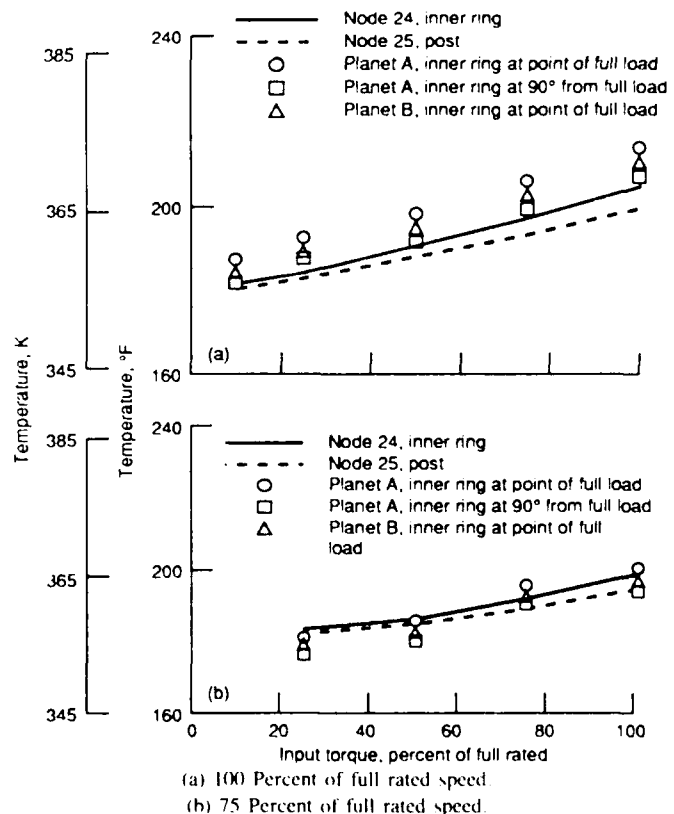 Node 24, inner ring
Node 25, post
Planet A, inner ring at point of full load
Planet A, inner ring at 90° from full load
Planet B, inner ring at point of full load
385
240
365
200
345
160
(a)
Temperature, K
Temperature, °F
Node 24, inner ring
Node 25, post
Planet A, inner ring at point of full load
Planet A, inner ring at 90° from full load
Planet B, inner ring at point of full
load
385
240
365
200
345
160
(b)
0 20 40 60 80 100
Input torque, percent of full rated
(a) 100 Percent of full rated speed.
(b) 75 Percent of full rated speed.